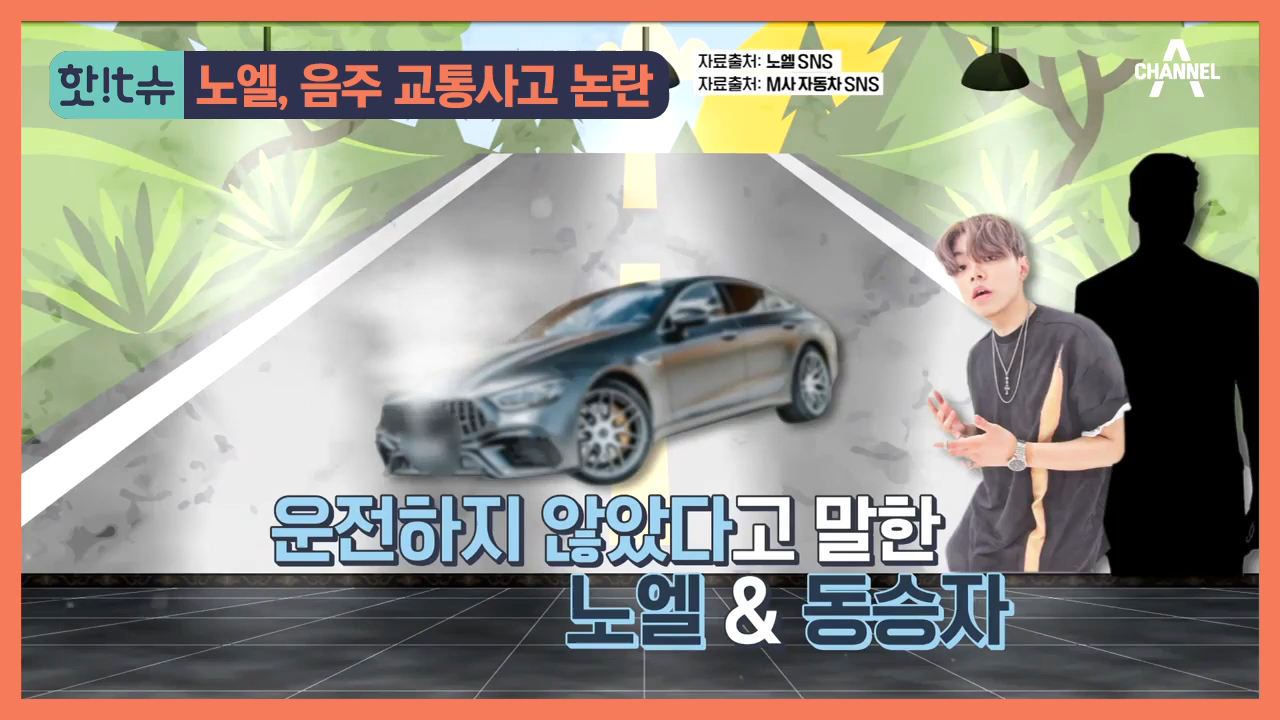 핫!t슈 노엘, 음주 교통사고 논란
자료출처: 노엘 SNS
자료출처: M사 자동차 SNS
CHANNEL A
운전하지 않았다고 말한
노엘 & 동승자